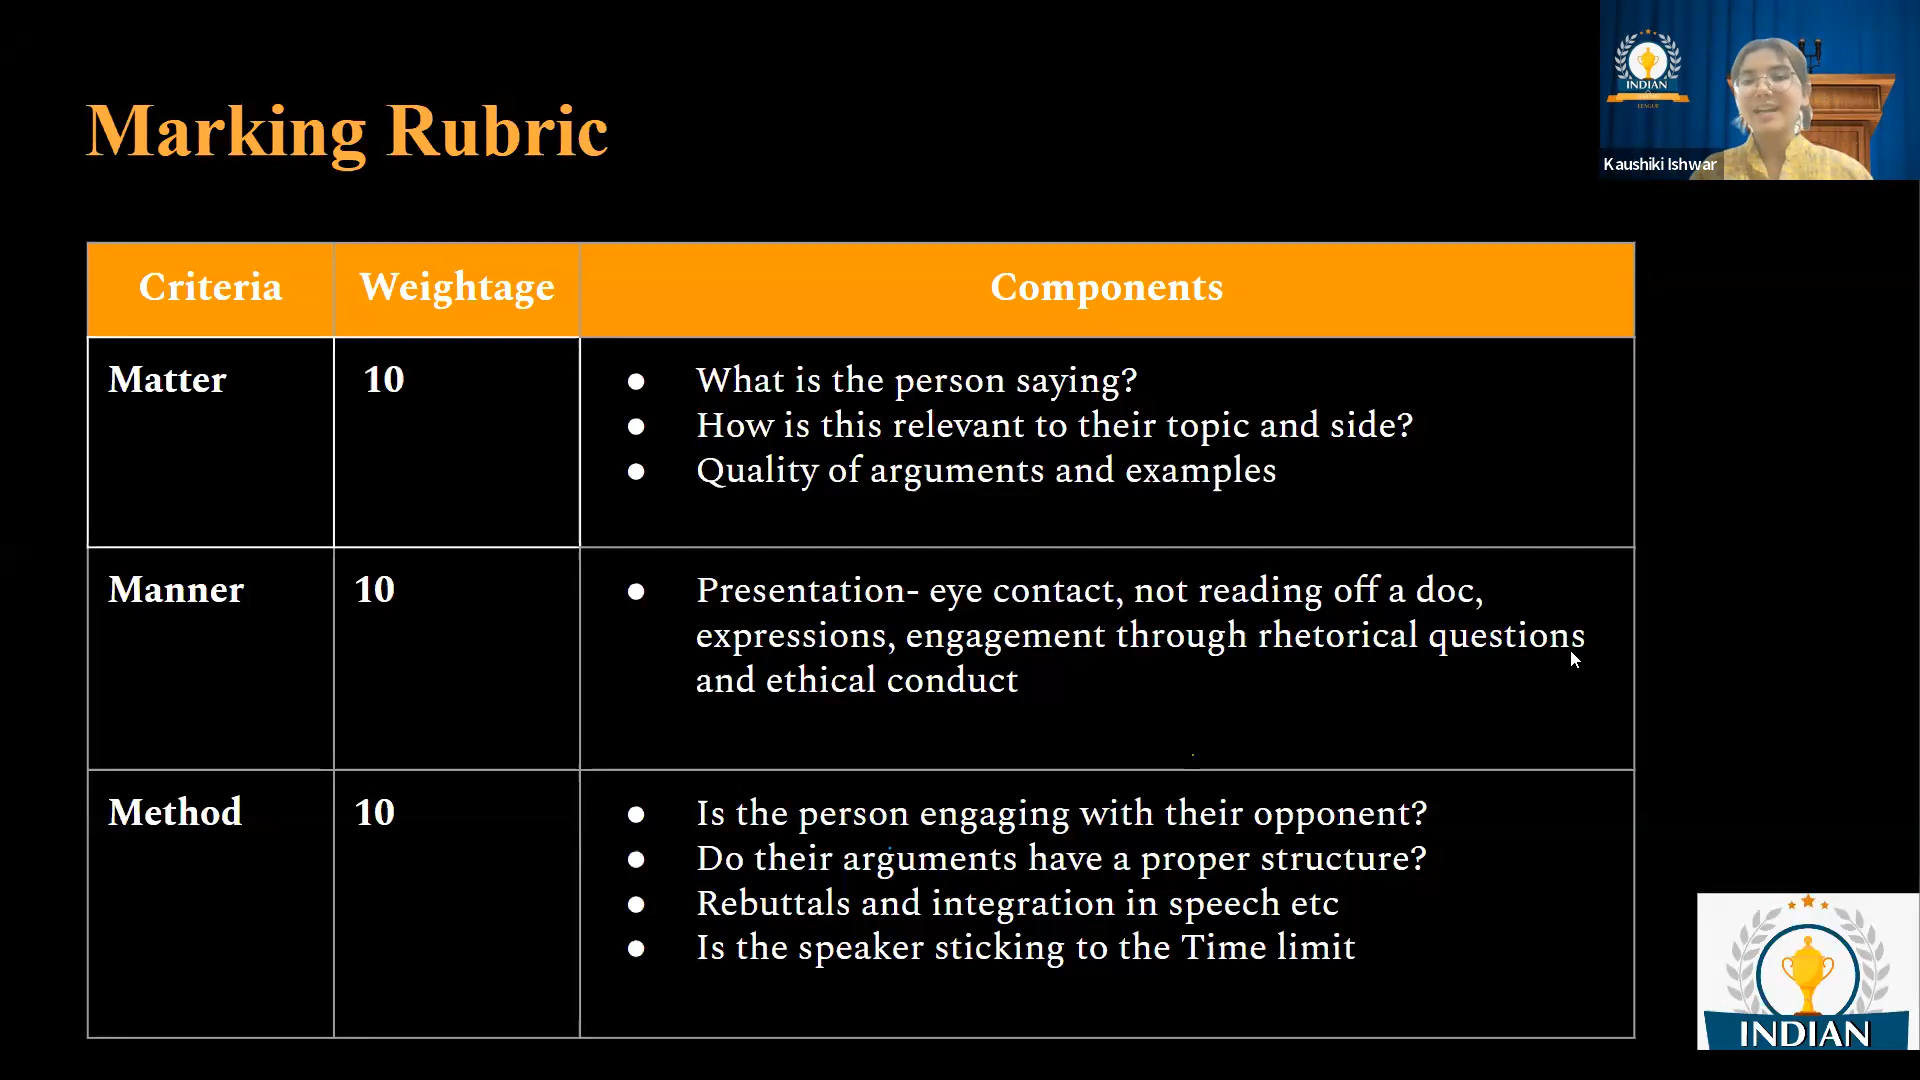 Marking Rubric
INDIAN
LEAGUE
Kaushiki Ishwar
Criteria Weightage Components
Matter 10
● What is the person saying?
● How is this relevant to their topic and side?
● Quality of arguments and examples
Manner 10
● Presentation- eye contact, not reading off a doc,
expressions, engagement through rhetorical questions
and ethical conduct
Method 10
● Is the person engaging with their opponent?
● Do their arguments have a proper structure?
● Rebuttals and integration in speech etc
● Is the speaker sticking to the Time limit
INDIAN